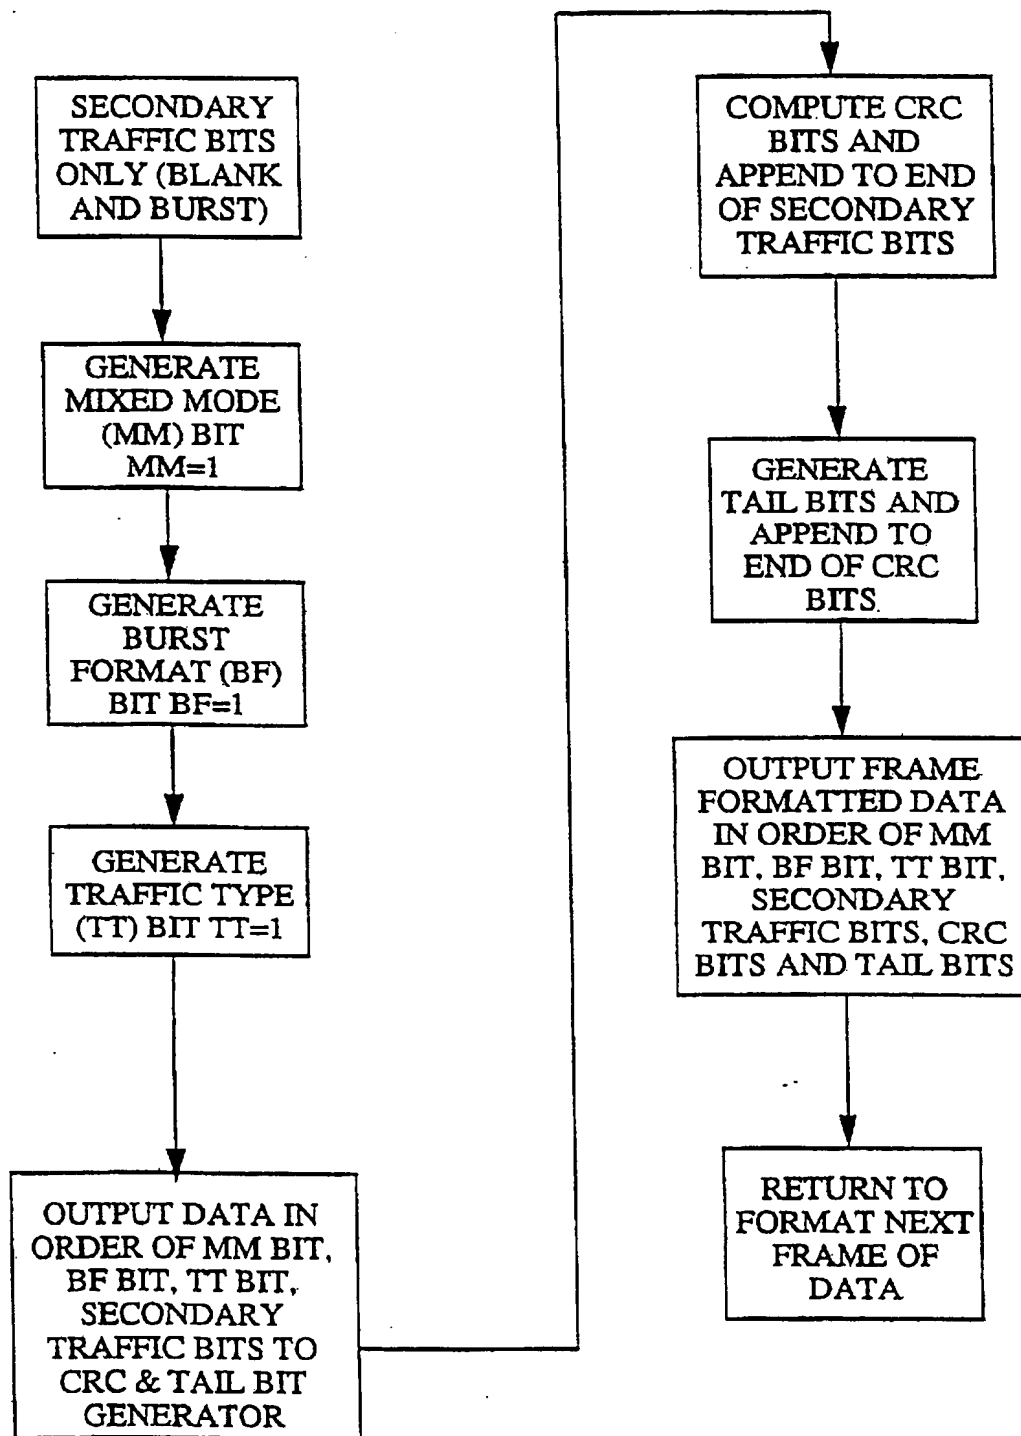 SECONDARY
TRAFFIC BITS
ONLY (BLANK
AND BURST)
GENERATE
MIXED MODE
(MM) BIT
MM=1
GENERATE
BURST
FORMAT (BF)
BIT BF=1
GENERATE
TRAFFIC TYPE
(TT) BIT TT=1
OUTPUT DATA IN
ORDER OF MM BIT,
BF BIT, TT BIT,
SECONDARY
TRAFFIC BITS TO
CRC & TAIL BIT
GENERATOR
COMPUTE CRC
BITS AND
APPEND TO END
OF SECONDARY
TRAFFIC BITS
GENERATE
TAIL BITS AND
APPEND TO
END OF CRC
BITS.
OUTPUT FRAME
FORMATTED DATA
IN ORDER OF MM
BIT, BF BIT, TT BIT,
SECONDARY
TRAFFIC BITS, CRC
BITS AND TAIL BITS
RETURN TO
FORMAT NEXT
FRAME OF
DATA